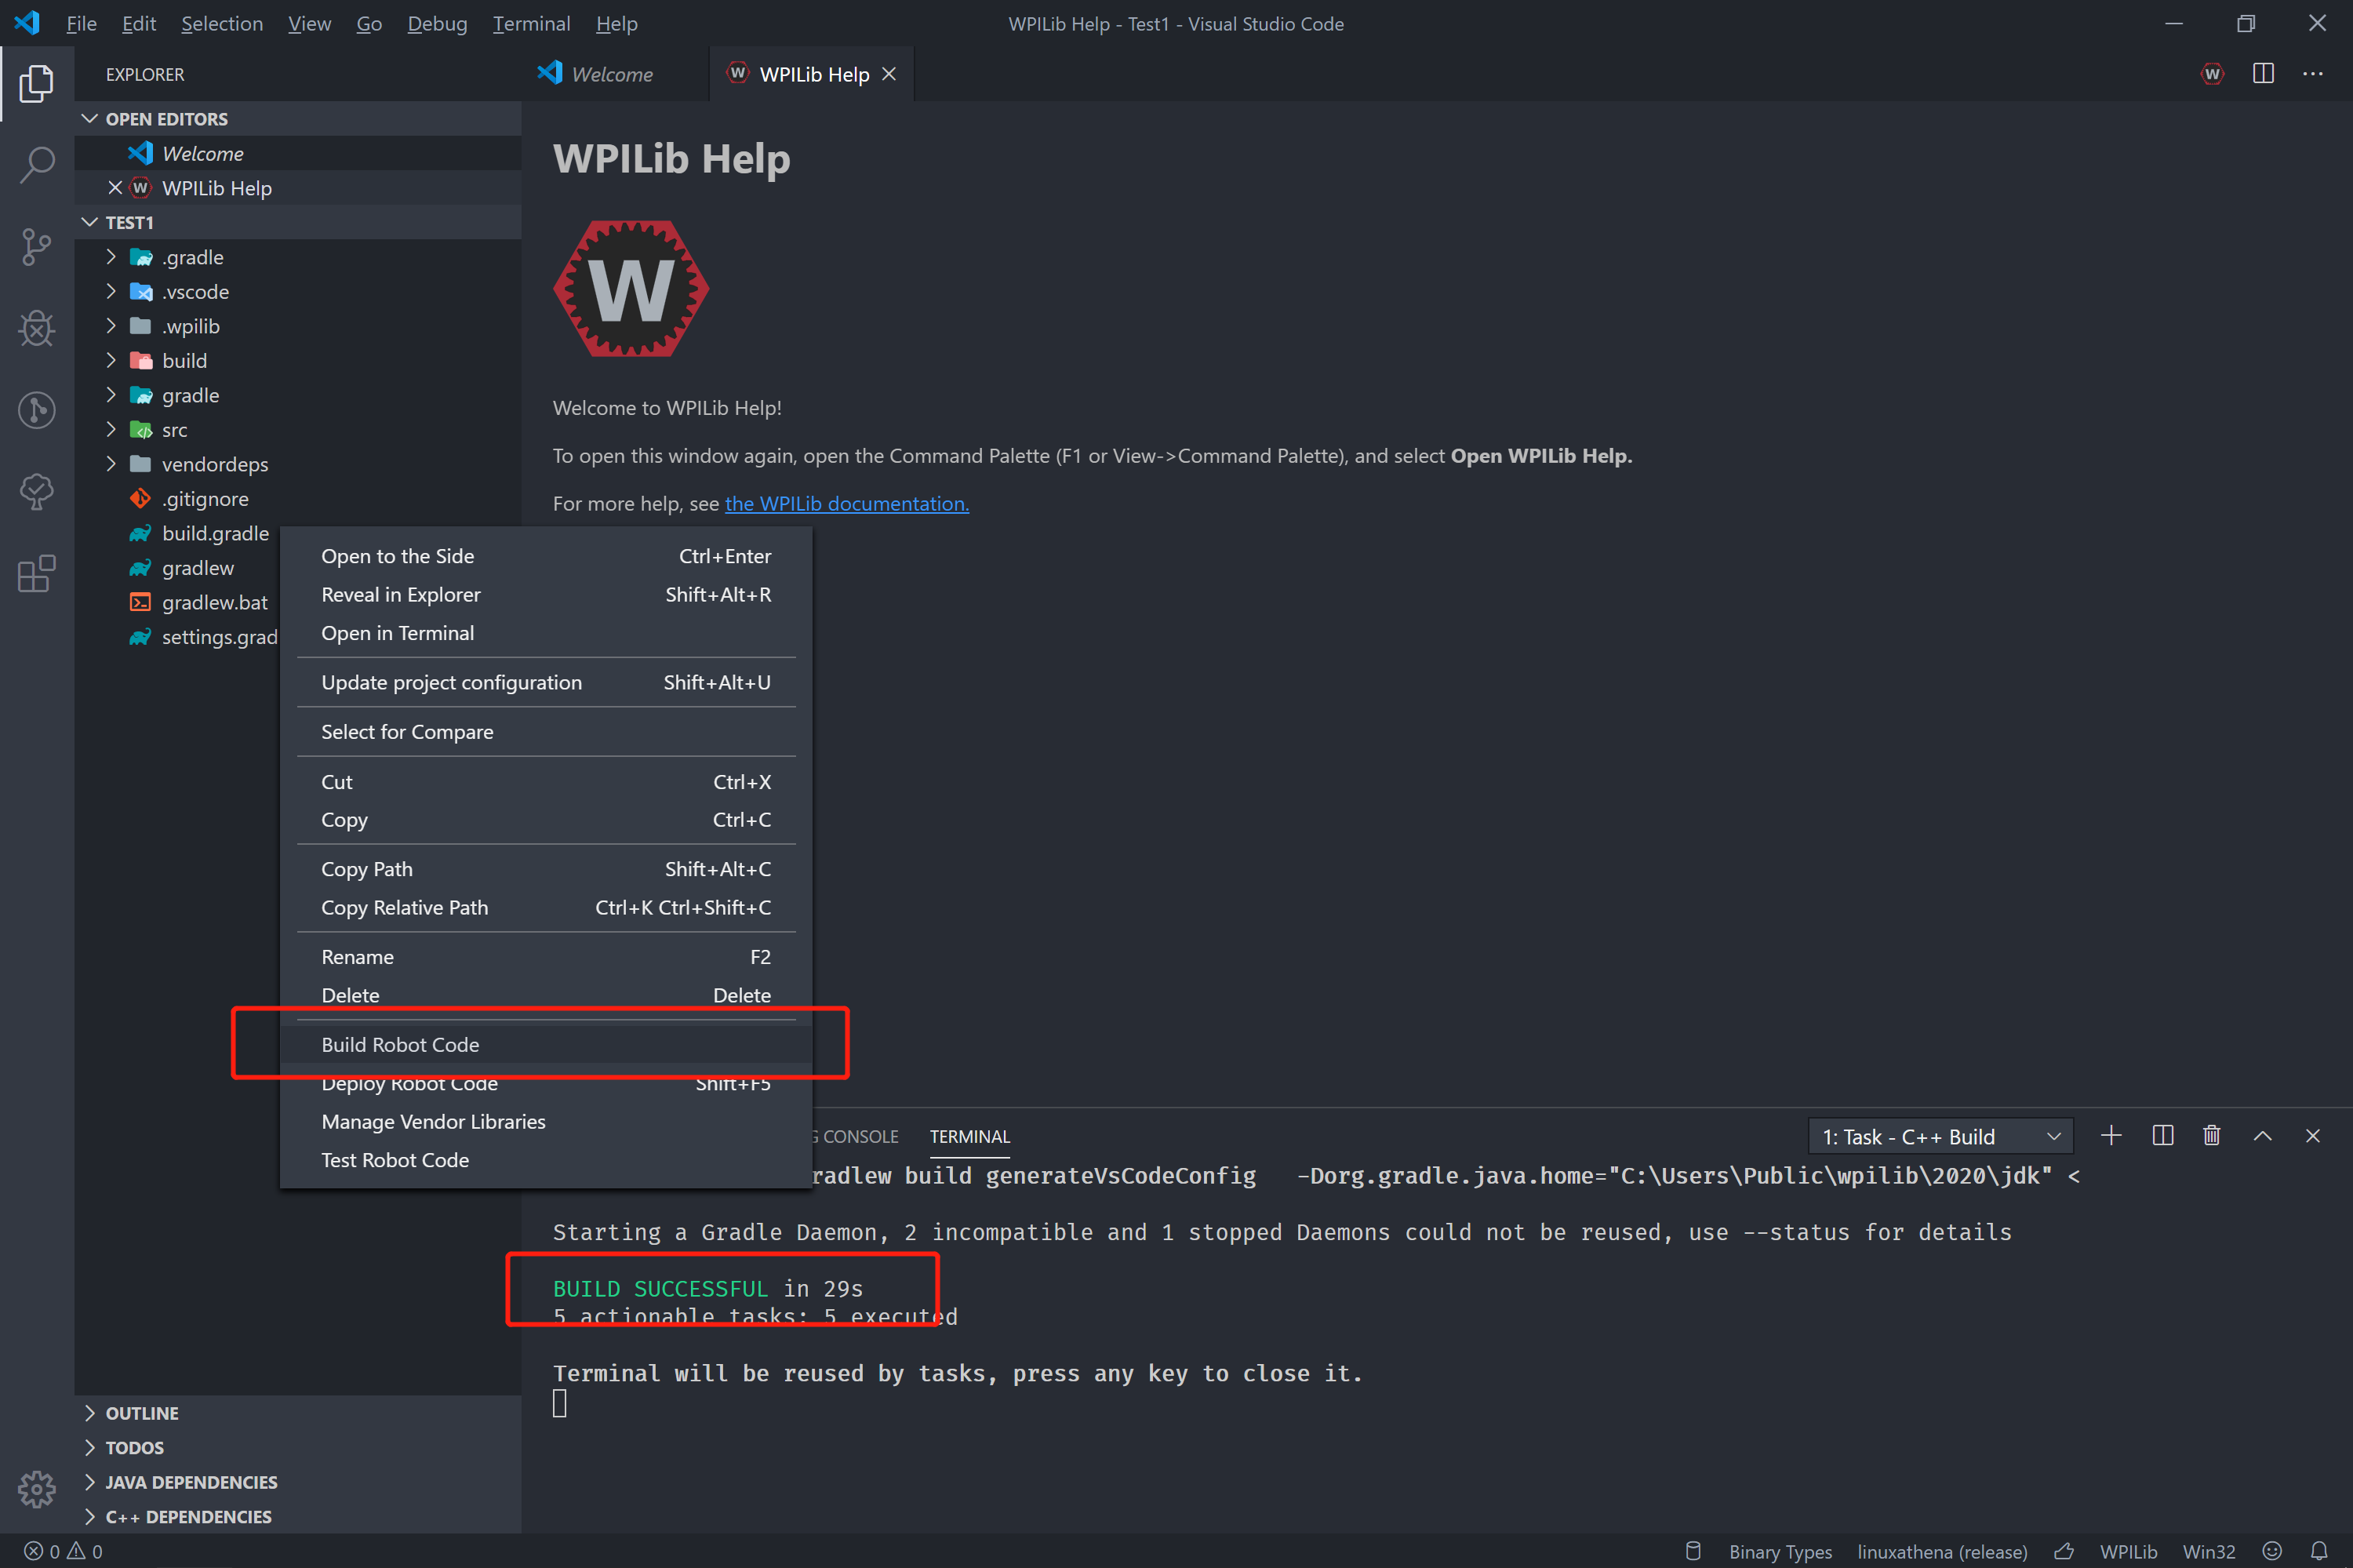 File Edit Selection View Go Debug Terminal Help
WPILib Help - Test1 - Visual Studio Code
EXPLORER
Welcome
WPILib Help
OPEN EDITORS
Welcome
WPILib Help
TEST1
.gradle
.vscode
.wpilib
build
gradle
src
vendordeps
.gitignore
build.gradle
gradlew
gradlew.bat
settings.grad
OUTLINE
TODOS
JAVA DEPENDENCIES
C++ DEPENDENCIES
WPILib Help
W
Welcome to WPILib Help!
To open this window again, open the Command Palette (F1 or View->Command Palette), and select Open WPILib Help.
For more help, see the WPILib documentation.
Open to the Side Ctrl+Enter
Reveal in Explorer Shift+Alt+R
Open in Terminal
Update project configuration Shift+Alt+U
Select for Compare
Cut Ctrl+X
Copy Ctrl+C
Copy Path Shift+Alt+C
Copy Relative Path Ctrl+K Ctrl+Shift+C
Rename F2
Delete Delete
Build Robot Code
Deploy Robot Code Shift+F5
Manage Vendor Libraries
Test Robot Code
G CONSOLE TERMINAL 1: Task - C++ Build
radlew build generateVsCodeConfig -Dorg.gradle.java.home="C:\Users\Public\wpilib\2020\jdk" <
Starting a Gradle Daemon, 2 incompatible and 1 stopped Daemons could not be reused, use --status for details
BUILD SUCCESSFUL in 29s
5 actionable tasks: 5 executed
Terminal will be reused by tasks, press any key to close it.
0 0 Binary Types linuxathena (release) WPILib Win32